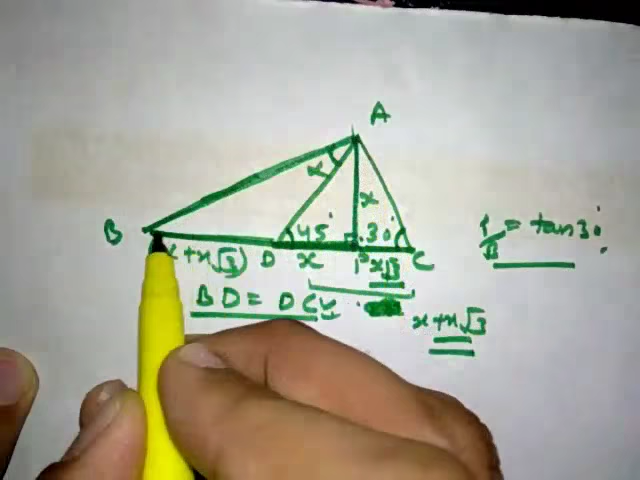 A
x
B 45° .30° C
x+x√3) D x P x√3
BD = DC
x+x√3
1/√3 = tan30°.